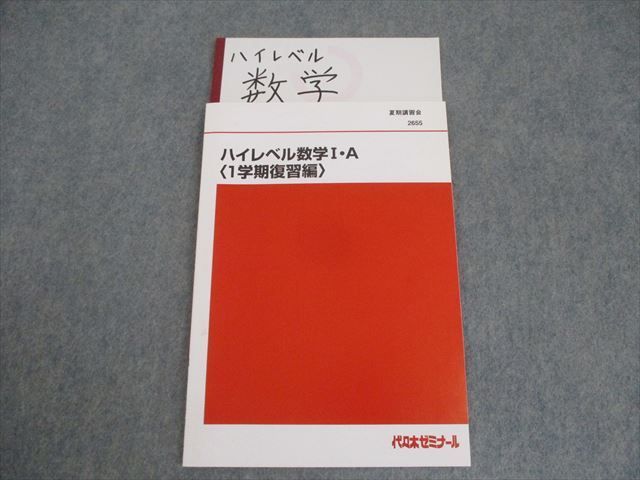 ハイレベル
数学
夏期講習会
2655
ハイレベル数学I・A
〈1学期復習編〉
代々木ゼミナール